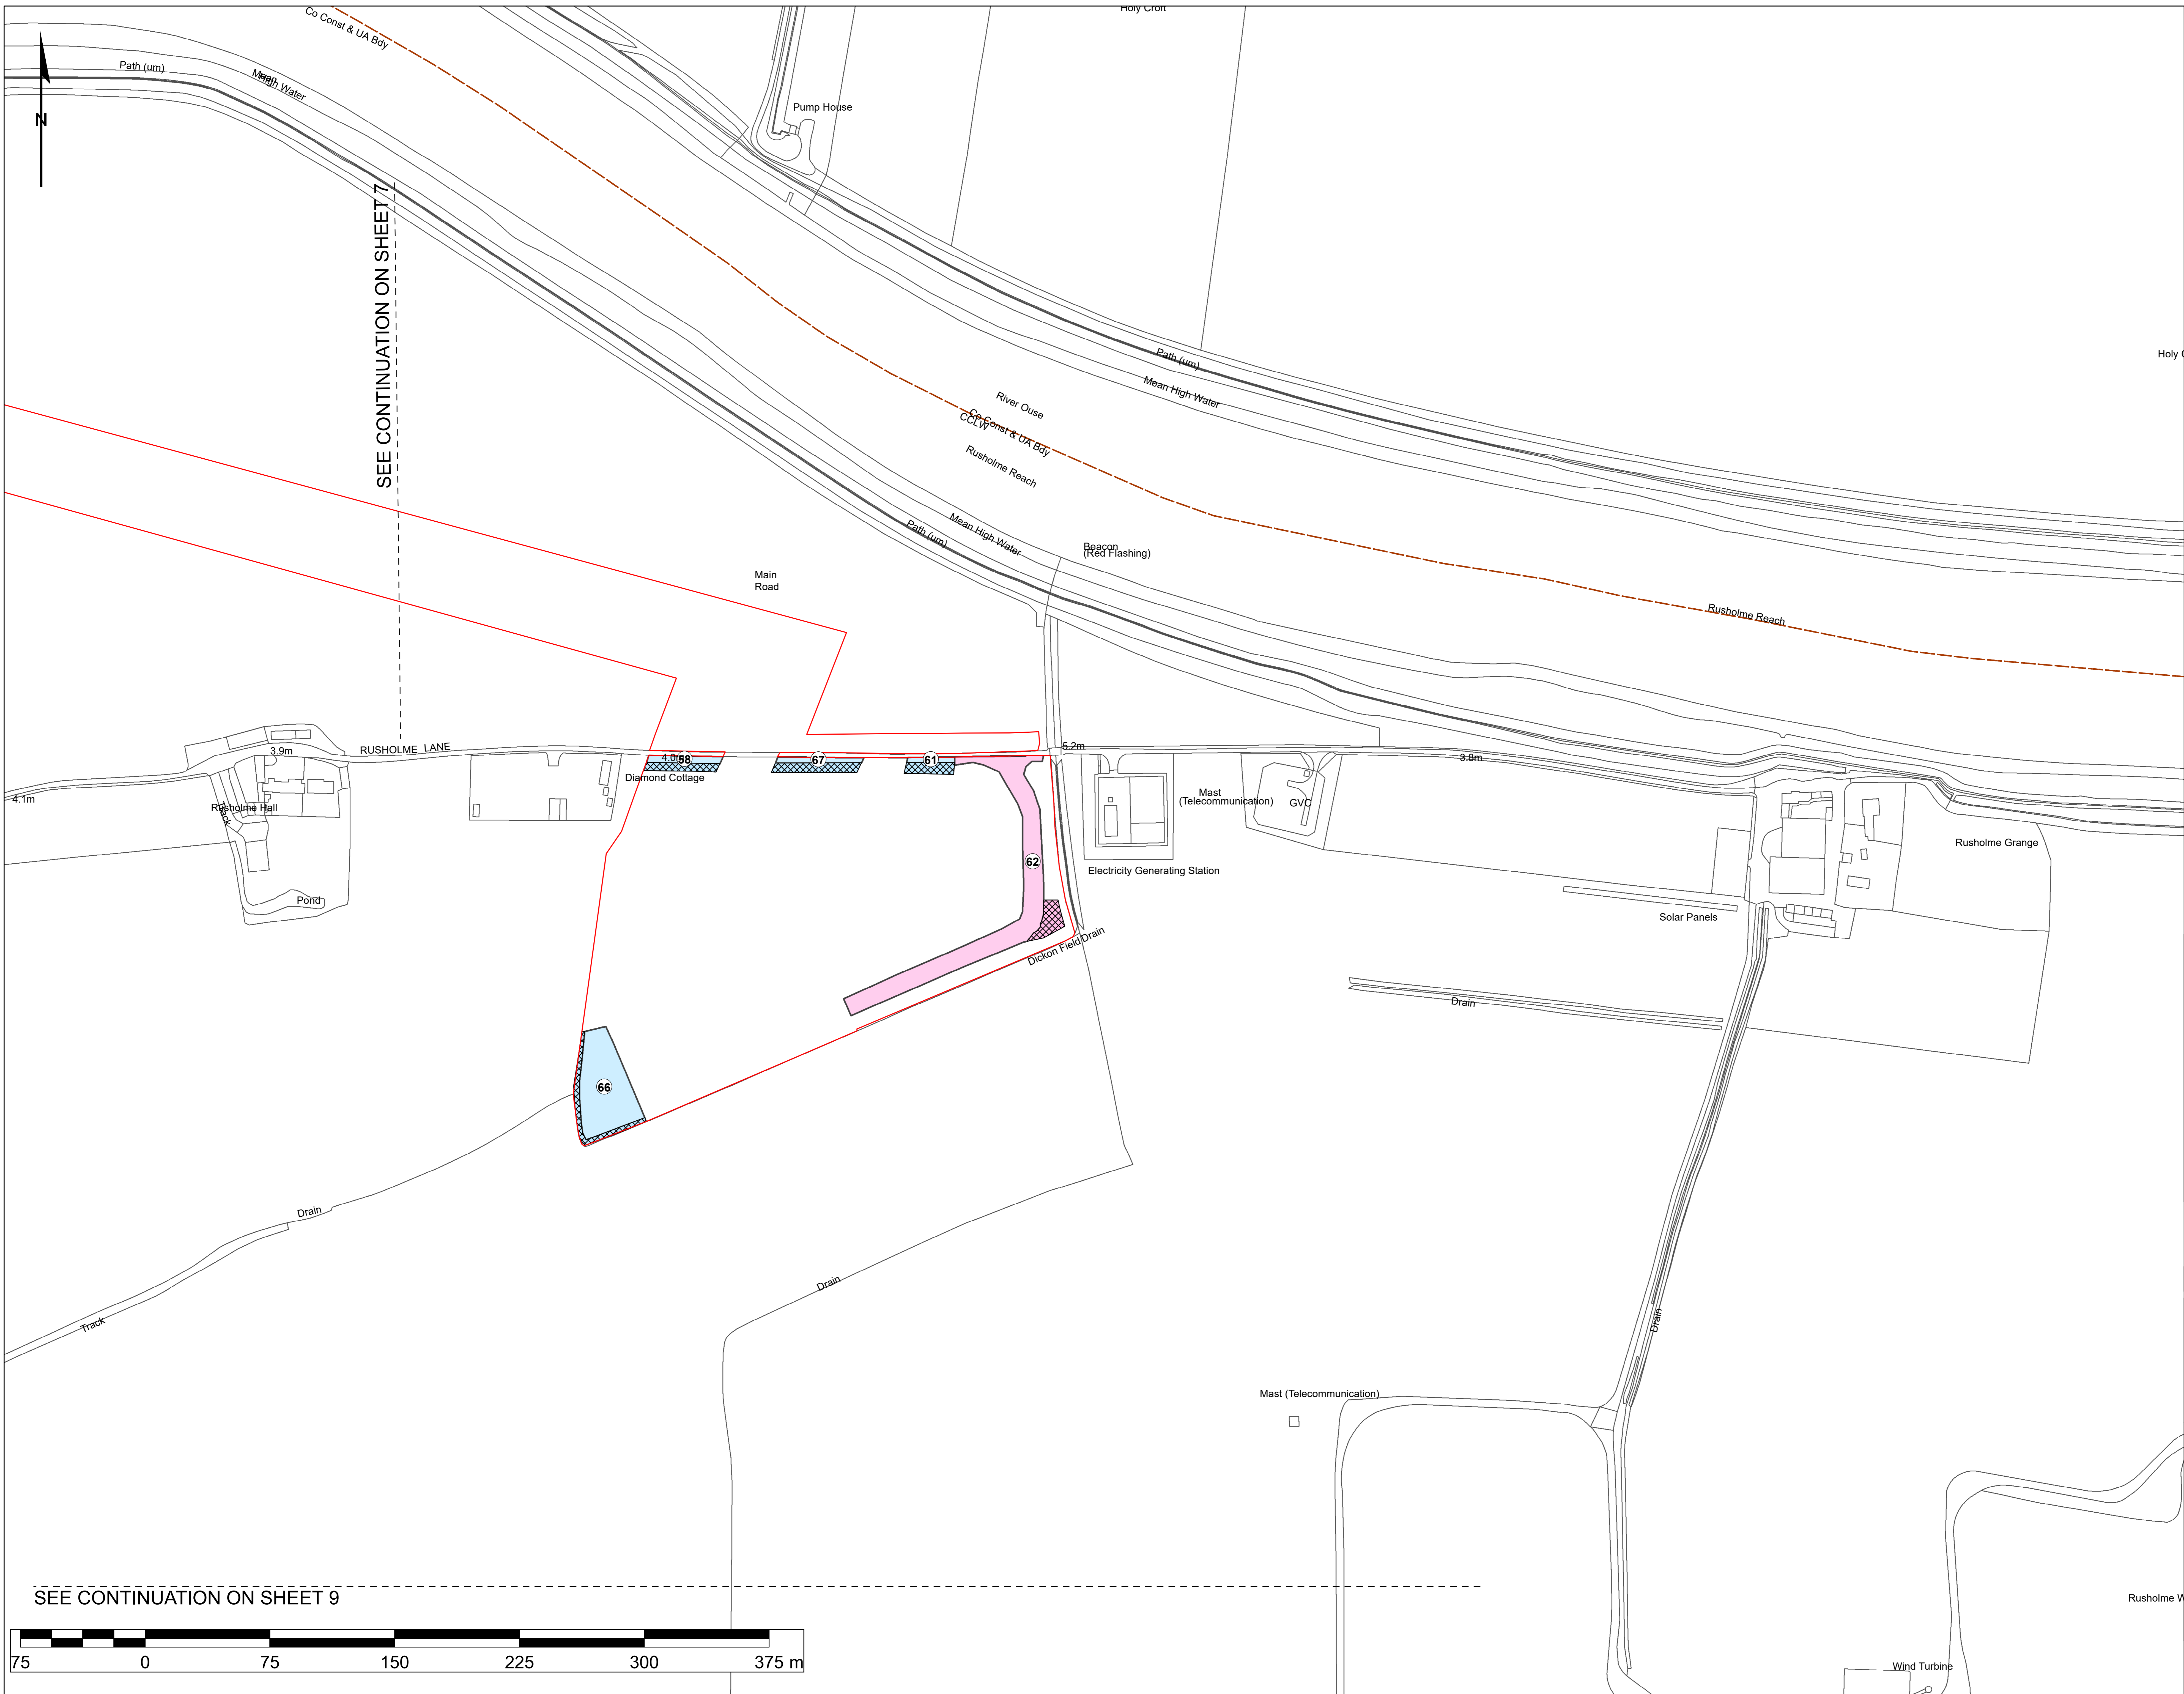 Holy Croft
Co Const & UA Bdy
Path (um)
Mean
High Water
N
Pump House
SEE CONTINUATION ON SHEET 7
Path (um)
Holy
Mean High Water
River Ouse
Co Const & UA Bdy
CCLW
Rusholme Reach
Mean High Water
Path (um)
Beacon
(Red Flashing)
Main
Road
Rusholme Reach
RUSHOLME LANE
3.9m
5.2m
4.0m
68
67
61
3.8m
Diamond Cottage
4.1m
Rusholme Hall
Track
Mast
(Telecommunication)
GVC
Rusholme Grange
62
Electricity Generating Station
Pond
Solar Panels
Dickon Field Drain
Drain
66
Drain
Drain
Track
Drain
Mast (Telecommunication)
SEE CONTINUATION ON SHEET 9
Rusholme W
75 0 75 150 225 300 375 m
Wind Turbine